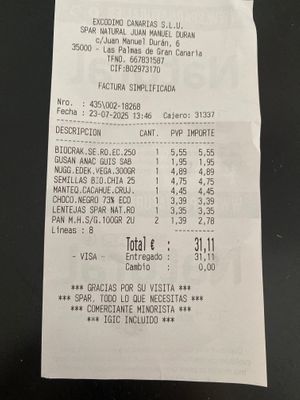 EXCODIMO CANARIAS S.L.U.
SPAR NATURAL JUAN MANUEL DURAN
c/Juan Manuel Durán, 6
35000 - Las Palmas de Gran Canaria
TFNO. 667831587
CIF:B02973170
FACTURA SIMPLIFICADA
Nro. : 435\002-18268
Fecha : 23-07-2025 13:46 Cajero: 31337
DESCRIPCION CANT. PVP IMPORTE
BIOCRAK.SE.RO.EC.250 1 5,55 5,55
GUSAN ANAC GUIS SAB 1 1,95 1,95
NUGG.EDEK.VEGA.300GR 1 4,89 4,89
SEMILLAS BIO.CHIA 25 1 4,75 4,75
MANTEQ.CACAHUE.CRUJ. 1 4,45 4,45
CHOCO.NEGRO 73% ECO 1 3,39 3,39
LENTEJAS SPAR NAT.RO 1 3,35 3,35
PAN M.H.S/G.100GR 2U 2 1,39 2,78
Lineas : 8
Total € : 31,11
- VISA - Entregado : 31,11
Cambio : 0,00
*** GRACIAS POR SU VISITA ***
*** SPAR, TODO LO QUE NECESITAS ***
*** COMERCIANTE MINORISTA ***
*** IGIC INCLUIDO ***